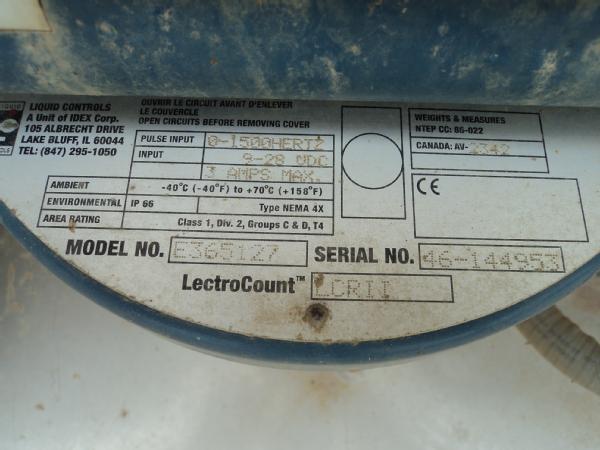 LIQUID CONTROLS
A Unit of IDEX Corp.
105 ALBRECHT DRIVE
LAKE BLUFF, IL 60044
TEL: (847) 295-1050
OUVRIR LE CIRCUIT AVANT D'ENLEVER
LE COUVERCLE
OPEN CIRCUITS BEFORE REMOVING COVER
PULSE INPUT 0-1500HERTZ
INPUT 9-28 VDC
3 AMPS MAX.
AMBIENT -40°C (-40°F) to +70°C (+158°F)
ENVIRONMENTAL IP 66 Type NEMA 4X
AREA RATING Class 1, Div. 2, Groups C & D, T4
WEIGHTS & MEASURES
NTEP CC: 86-022
CANADA: AV-2342
CE
MODEL NO. E365127 SERIAL NO. 46-144953
LectroCount™ LCRII